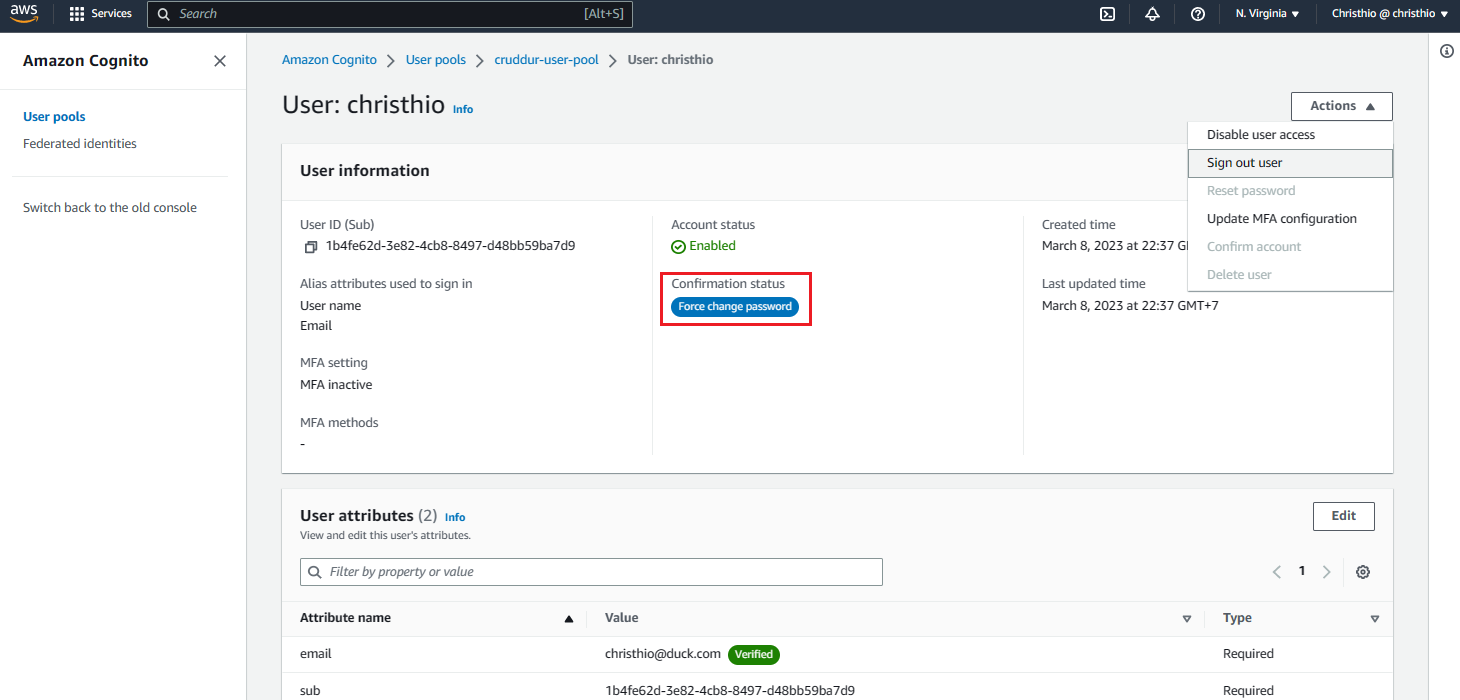 aws
Services
Search [Alt+S]
N. Virginia
Christhio @ christhio
Amazon Cognito
User pools
Federated identities
Switch back to the old console
Amazon Cognito
User pools
cruddur-user-pool
User: christhio
User: christhio Info
Actions
Disable user access
Sign out user
Reset password
Update MFA configuration
Confirm account
Delete user
User information
User ID (Sub)
1b4fe62d-3e82-4cb8-8497-d48bb59ba7d9
Alias attributes used to sign in
User name
Email
MFA setting
MFA inactive
MFA methods
-
Account status
Enabled
Confirmation status
Force change password
Created time
March 8, 2023 at 22:37
Last updated time
March 8, 2023 at 22:37 GMT+7
User attributes (2) Info
View and edit this user's attributes.
Edit
Filter by property or value
1
Attribute name Value Type
email christhio@duck.com Verified Required
sub 1b4fe62d-3e82-4cb8-8497-d48bb59ba7d9 Required